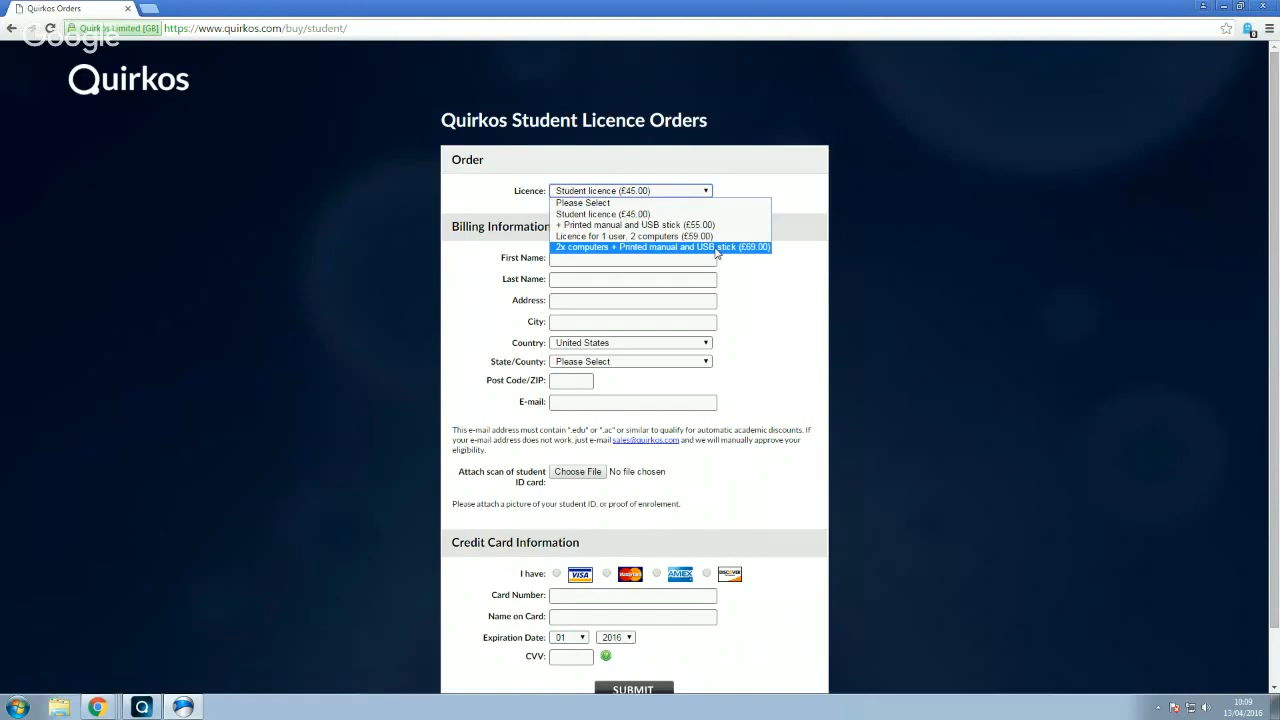 Quirkos Orders
Quirkos Limited [GB] https://www.quirkos.com/buy/student/
Google
Quirkos
Quirkos Student Licence Orders
Order
Licence: Student licence (£45.00)
Please Select
Student licence (£45.00)
+ Printed manual and USB stick (£55.00)
Licence for 1 user, 2 computers (£59.00)
2x computers + Printed manual and USB stick (£69.00)
Billing Information
First Name:
Last Name:
Address:
City:
Country: United States
State/County: Please Select
Post Code/ZIP:
E-mail:
This e-mail address must contain ".edu" or ".ac" or similar to qualify for automatic academic discounts. If
your e-mail address does not work, just e-mail sales@quirkos.com and we will manually approve your
eligibility.
Attach scan of student
ID card: Choose File No file chosen
Please attach a picture of your student ID, or proof of enrolement.
Credit Card Information
I have: VISA MasterCard AMEX DISCOVER
Card Number:
Name on Card:
Expiration Date: 01 2016
CVV: ?
SUBMIT
10:09
13/04/2016